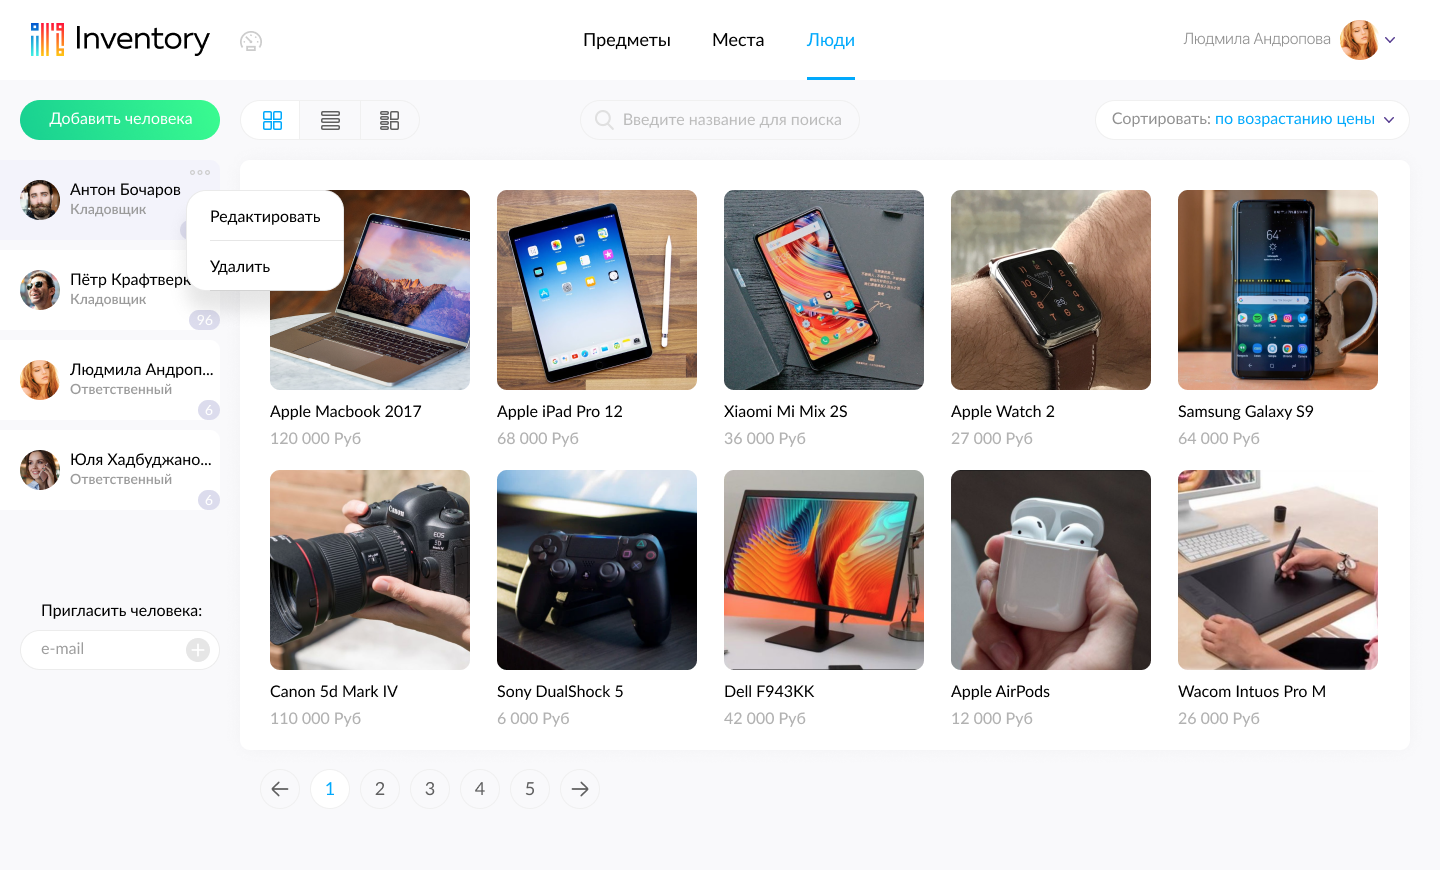 Inventory
Предметы
Места
Люди
Людмила Андропова
Добавить человека
Введите название для поиска
Сортировать: по возрастанию цены
Антон Бочаров
Кладовщик
Редактировать
Удалить
Пётр Крафтверк
Кладовщик
96
Людмила Андроп...
Ответственный
6
Юля Хадбуджано...
Ответственный
6
Пригласить человека:
e-mail
64°
Apple Macbook 2017
120 000 Руб
Apple iPad Pro 12
68 000 Руб
Xiaomi Mi Mix 2S
36 000 Руб
Apple Watch 2
27 000 Руб
Samsung Galaxy S9
64 000 Руб
Canon
EOS
5D
Canon 5d Mark IV
110 000 Руб
Sony DualShock 5
6 000 Руб
Dell F943KK
42 000 Руб
Apple AirPods
12 000 Руб
Wacom Intuos Pro M
26 000 Руб
1
2
3
4
5